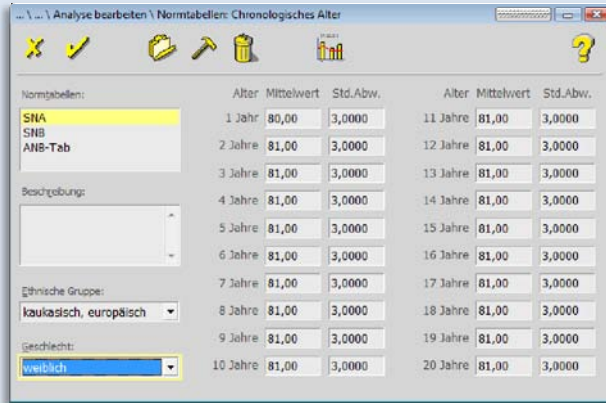 ...\ ... \ Analyse bearbeiten \ Normtabellen: Chronologisches Alter
Normtabellen:
SNA
SNB
ANB-Tab
Beschreibung:
Ethnische Gruppe:
kaukasisch, europäisch
Geschlecht:
weiblich
Alter Mittelwert Std.Abw.
1 Jahr 80,00 3,0000
2 Jahre 81,00 3,0000
3 Jahre 81,00 3,0000
4 Jahre 81,00 3,0000
5 Jahre 81,00 3,0000
6 Jahre 81,00 3,0000
7 Jahre 81,00 3,0000
8 Jahre 81,00 3,0000
9 Jahre 81,00 3,0000
10 Jahre 81,00 3,0000
Alter Mittelwert Std.Abw.
11 Jahre 81,00 3,0000
12 Jahre 81,00 3,0000
13 Jahre 81,00 3,0000
14 Jahre 81,00 3,0000
15 Jahre 81,00 3,0000
16 Jahre 81,00 3,0000
17 Jahre 81,00 3,0000
18 Jahre 81,00 3,0000
19 Jahre 81,00 3,0000
20 Jahre 81,00 3,0000